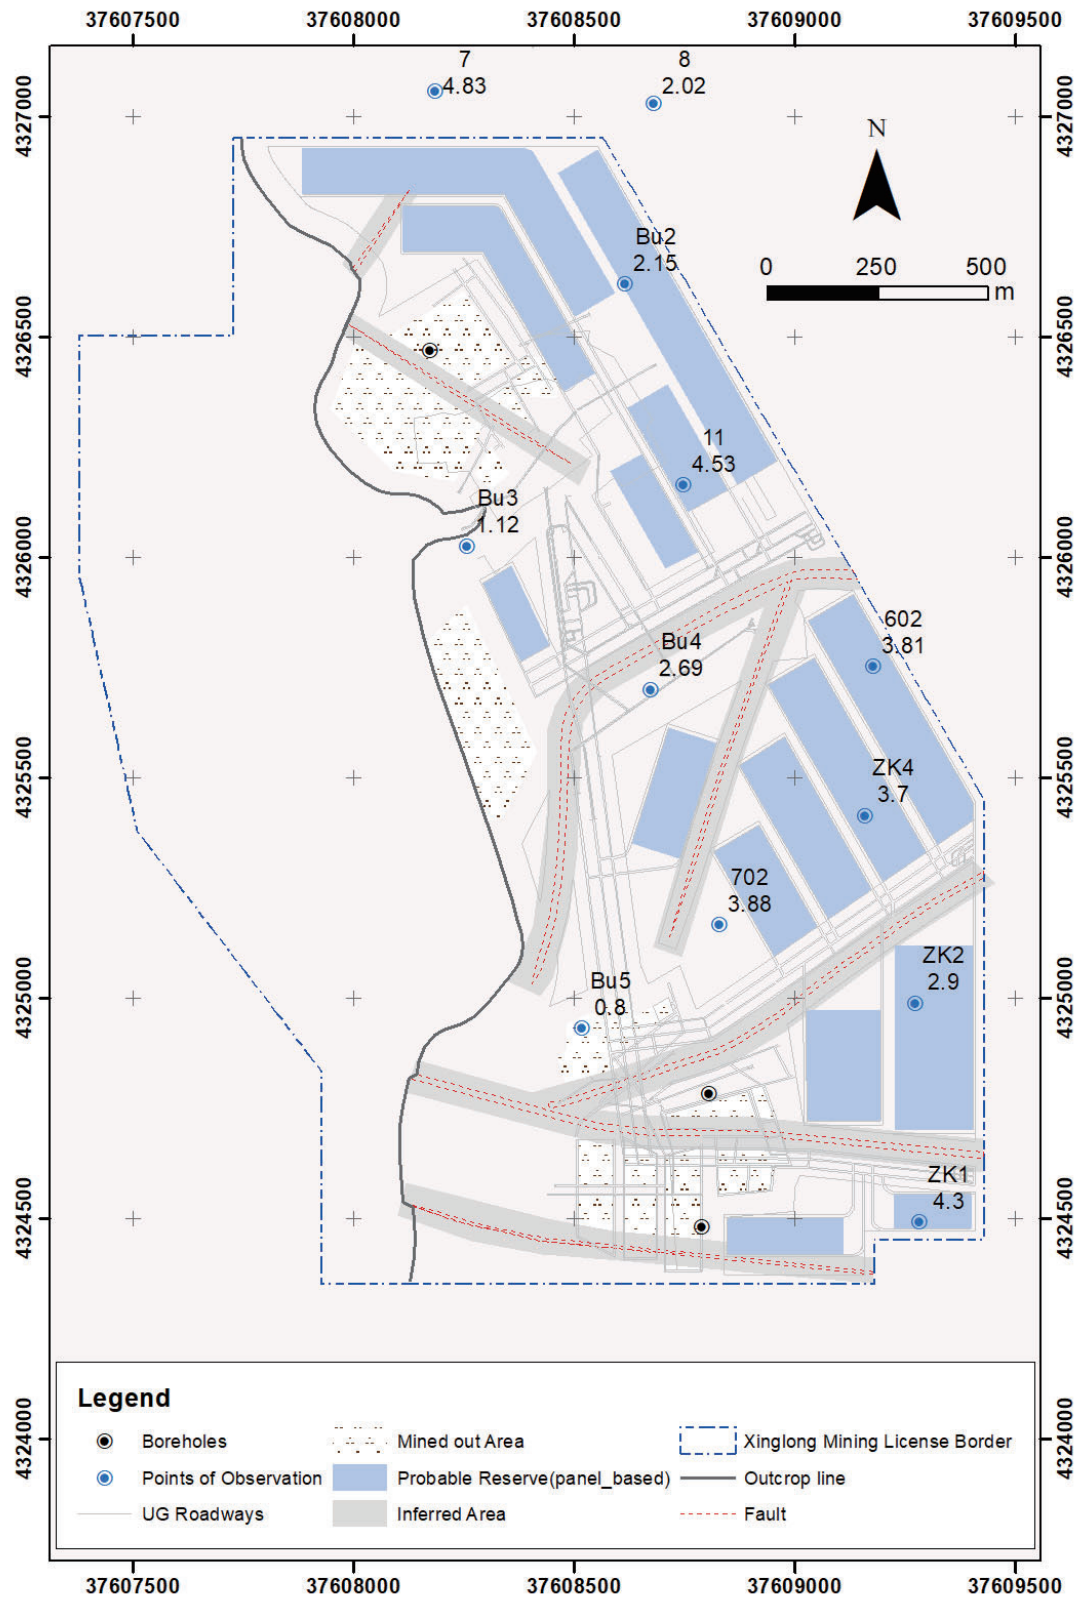 37607500 37608000 37608500 37609000 37609500
7
4.83
8
2.02
4327000 4327000
N
Bu2
2.15
0 250 500
m
4326500 4326500
11
4.53
Bu3
1.12
4326000 4326000
602
3.81
Bu4
2.69
4325500 4325500
ZK4
3.7
702
3.88
ZK2
2.9
Bu5
0.8
4325000 4325000
ZK1
4.3
4324500 4324500
Legend
Boreholes Mined out Area Xinglong Mining License Border
Points of Observation Probable Reserve(panel_based) Outcrop line
UG Roadways Inferred Area Fault
4324000 4324000
37607500 37608000 37608500 37609000 37609500